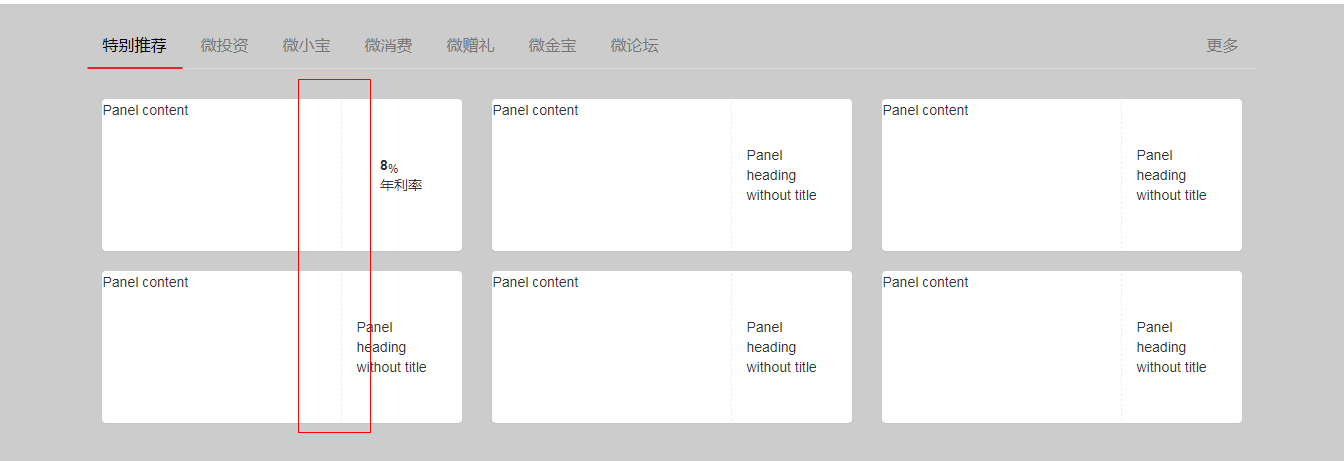 特别推荐 微投资 微小宝 微消费 微赠礼 微金宝 微论坛 更多
Panel content
8%
年利率
Panel content
Panel
heading
without title
Panel content
Panel
heading
without title
Panel content
Panel
heading
without title
Panel content
Panel
heading
without title
Panel content
Panel
heading
without title